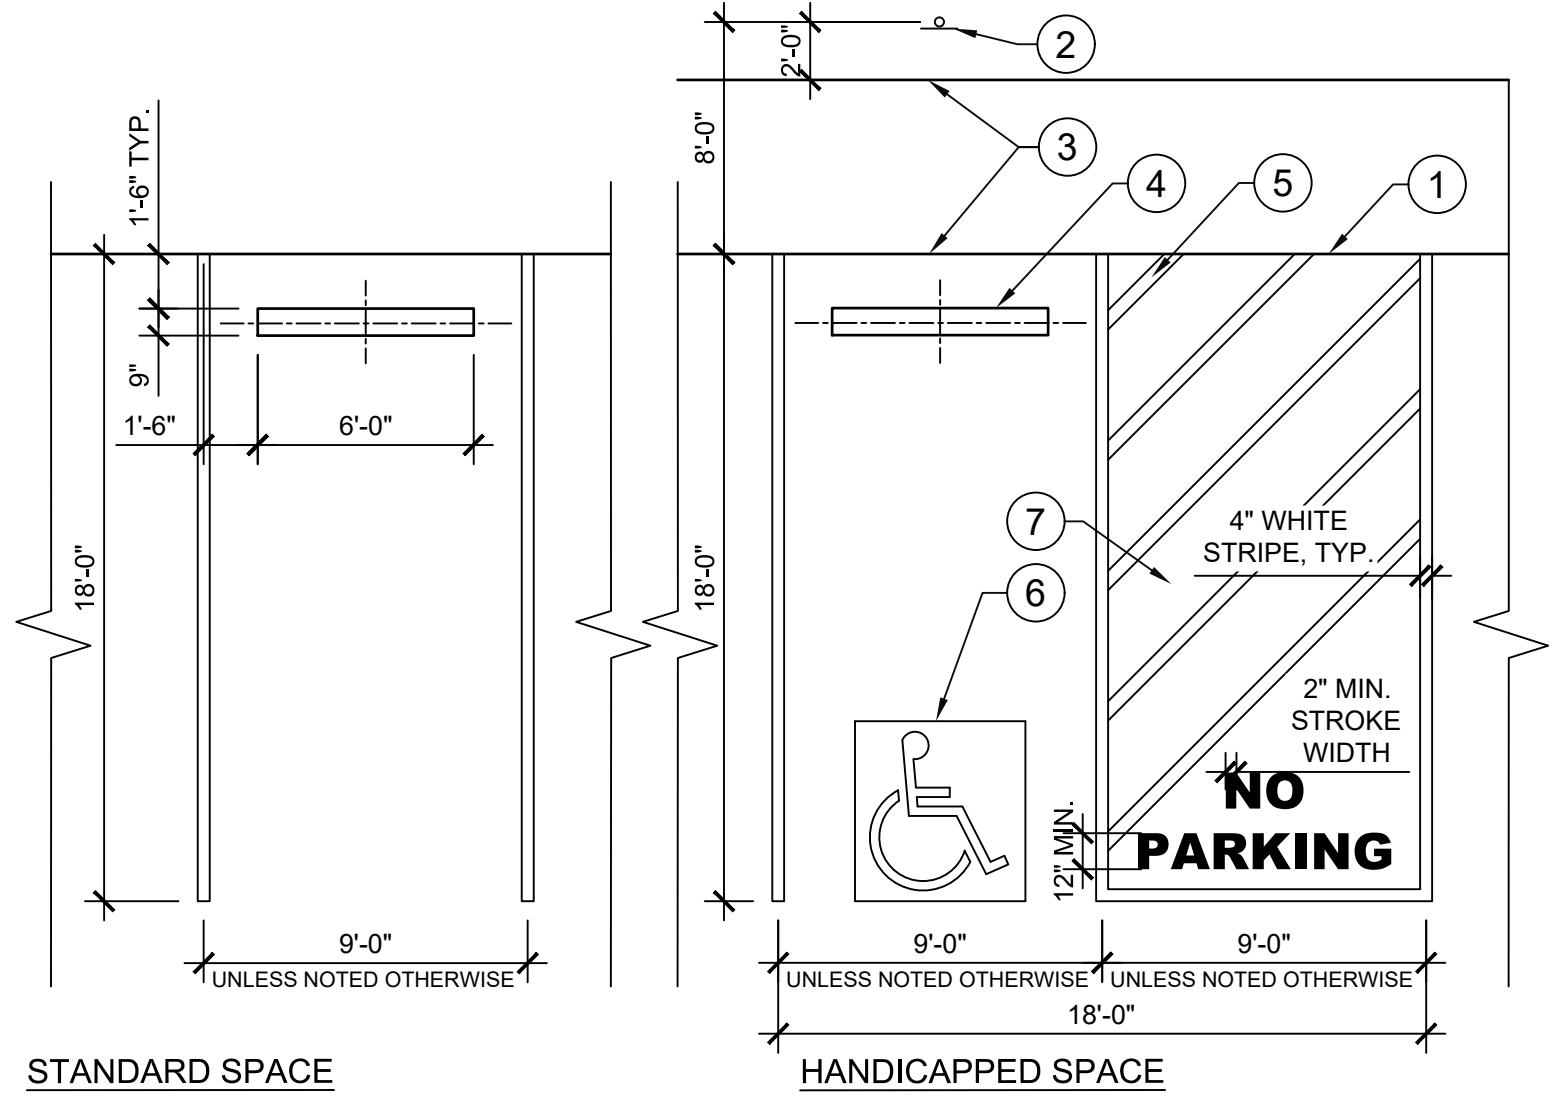 2
2'-0"
8'-0"
3
1'-6" TYP.
4
5
1
9"
1'-6"
6'-0"
7
4" WHITE
STRIPE, TYP.
18'-0"
18'-0"
6
2" MIN.
STROKE
WIDTH
NO
PARKING
12" MIN.
9'-0"
UNLESS NOTED OTHERWISE
9'-0"
UNLESS NOTED OTHERWISE
9'-0"
UNLESS NOTED OTHERWISE
18'-0"
STANDARD SPACE
HANDICAPPED SPACE